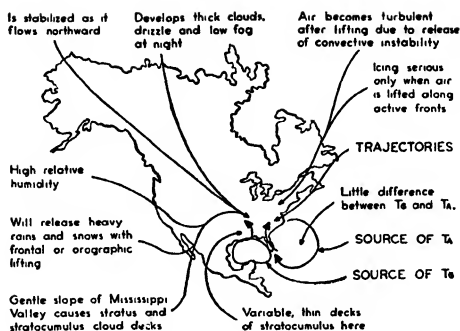 Is stabilized as it
flows northward
Develops thick clouds,
drizzle and low fog
at night
Air becomes turbulent
after lifting due to release
of convective instability
Icing serious
only when air
is lifted along
active fronts
TRAJECTORIES
High relative
humidity
Little difference
between TG and TA.
Will release heavy
rains and snows with
frontal or orographic
lifting
SOURCE OF TA
SOURCE OF TG
Gentle slope of Mississippi
Valley causes stratus and
stratocumulus cloud decks
Variable, thin decks
of stratocumulus here